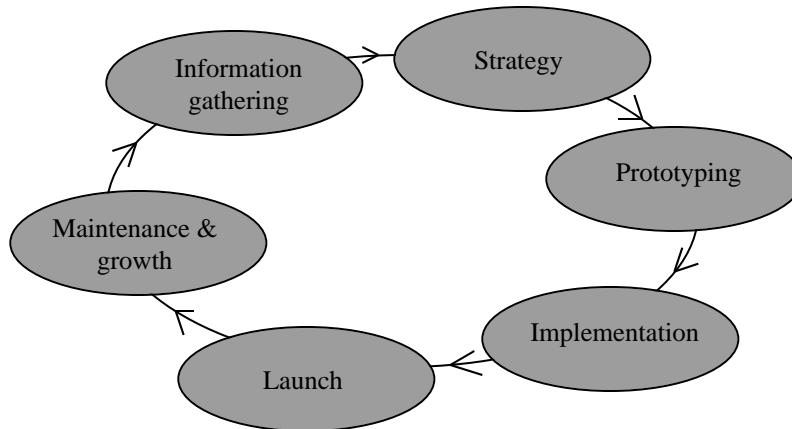 Information
gathering
Strategy
Prototyping
Implementation
Launch
Maintenance &
growth